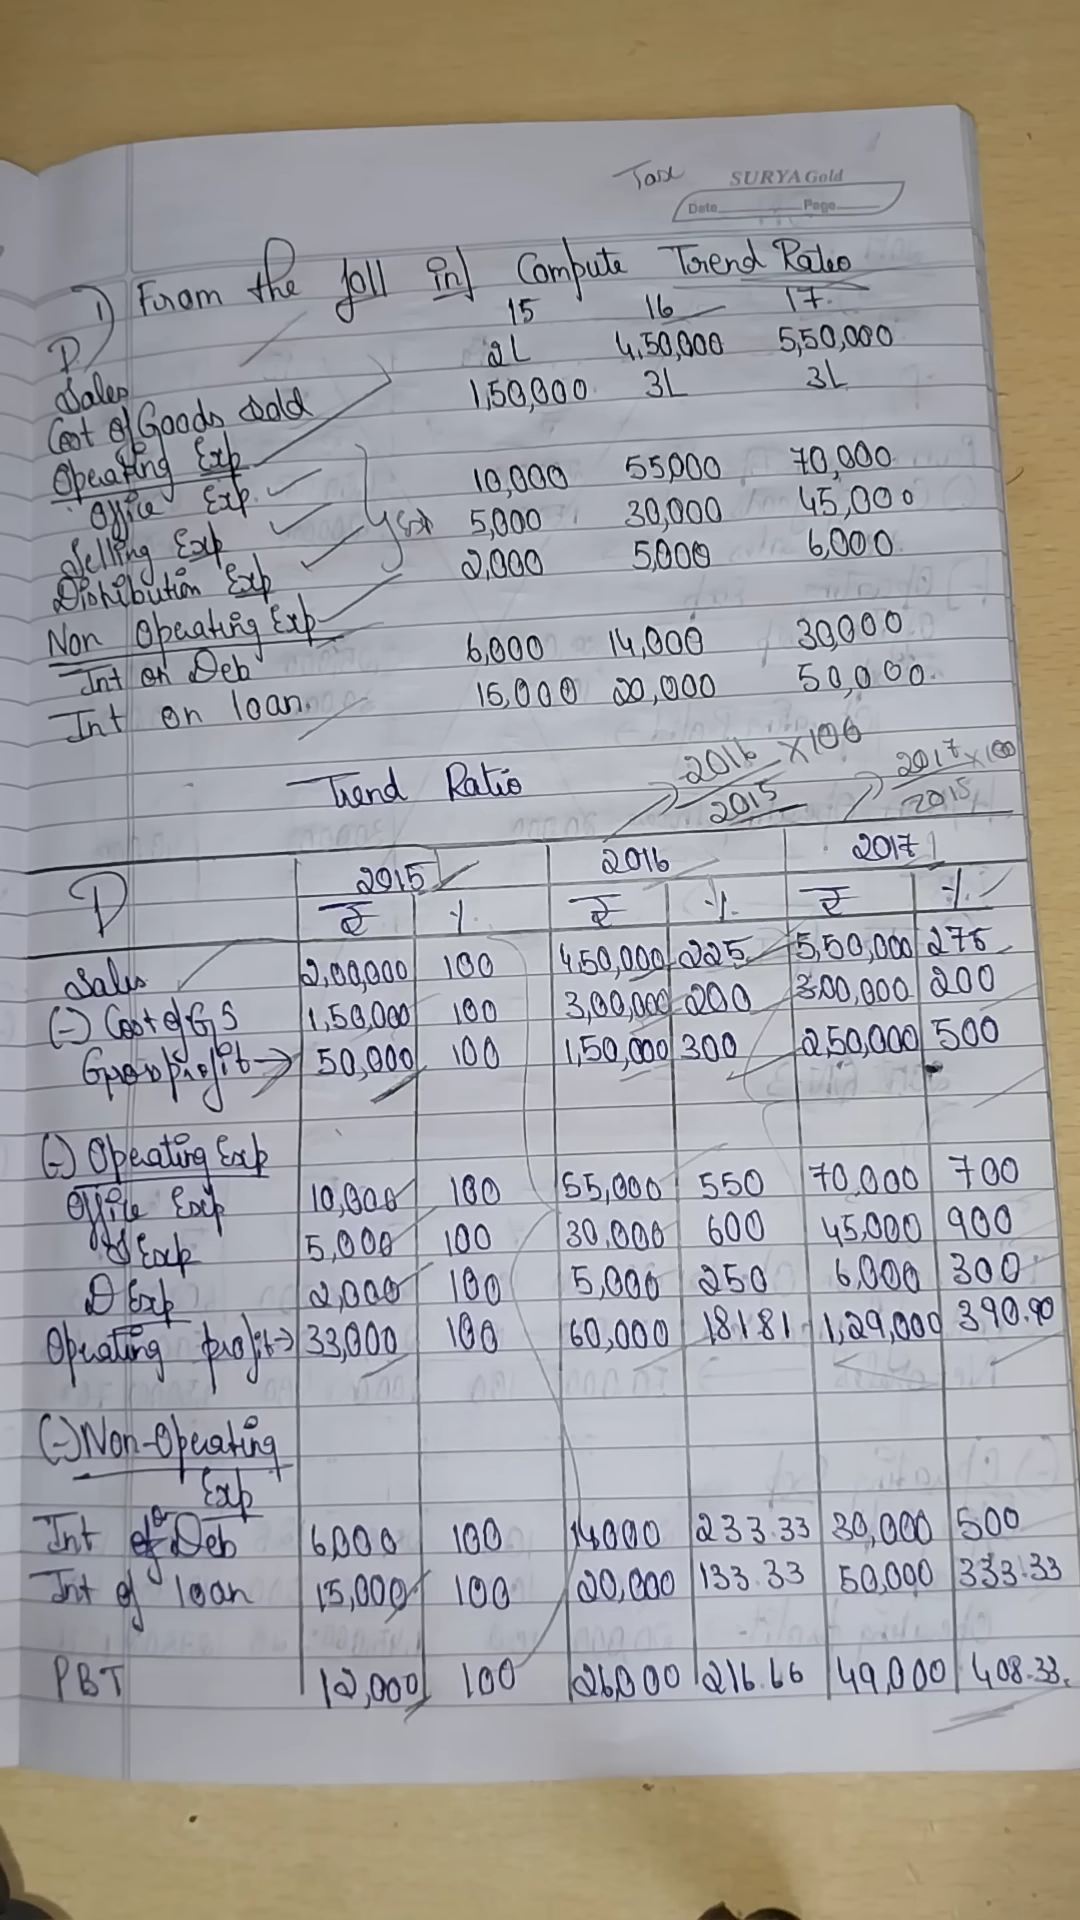 Tax SURYA Gold
Date Page
1) From the foll inf Compute Trend Ratio
P 15 16 17
Sales 2L 4,50,000 5,50,000
Cost of Goods Sold 1,50,000 3L 3L
Operating Exp
Office Exp 10,000 55,000 70,000
Selling Exp 5,000 30,000 45,000
Distribution Exp 2,000 5,000 6,000
Non Operating Exp
Int on Deb 6,000 14,000 30,000
Int on loan 15,000 20,000 50,000
Trend Ratio 2016/2015 × 100 2017/2015 × 100
P 2015 2016 2017
₹ % ₹ % ₹ %
Sales 2,00,000 100 4,50,000 225 5,50,000 275
(-) Cost of G S 1,50,000 100 3,00,000 200 3,00,000 200
Gross profit → 50,000 100 1,50,000 300 2,50,000 500
(-) Operating Exp
Office Exp 10,000 100 55,000 550 70,000 700
S Exp 5,000 100 30,000 600 45,000 900
D Exp 2,000 100 5,000 250 6,000 300
Operating profit → 33,000 100 60,000 181.81 1,29,000 390.90
(-) Non-Operating
Exp
Int on Deb 6,000 100 14000 233.33 30,000 500
Int of loan 15,000 100 20,000 133.33 50,000 333.33
PBT 12,000 100 26,000 216.66 49,000 408.33